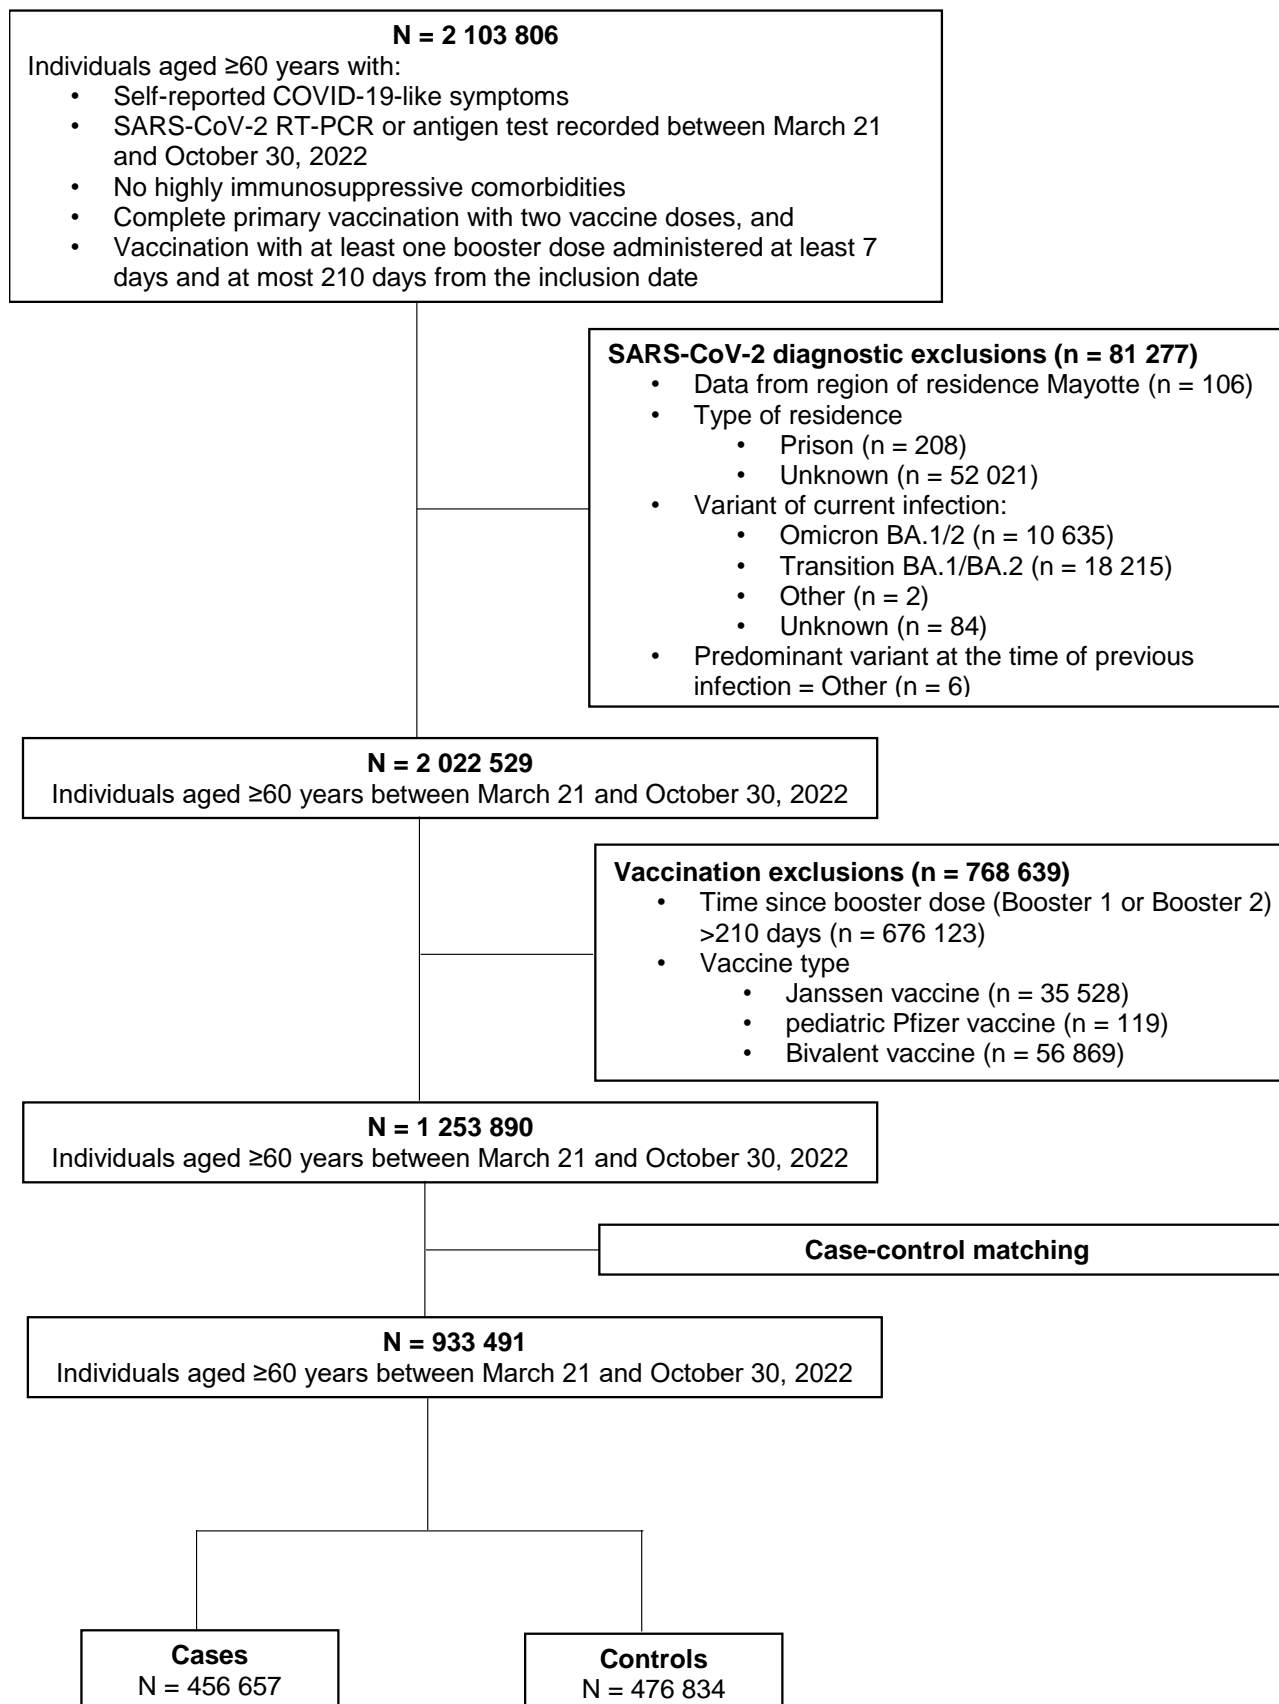 N = 2 103 806
Individuals aged ≥60 years with:
• Self-reported COVID-19-like symptoms
• SARS-CoV-2 RT-PCR or antigen test recorded between March 21
and October 30, 2022
• No highly immunosuppressive comorbidities
• Complete primary vaccination with two vaccine doses, and
• Vaccination with at least one booster dose administered at least 7
days and at most 210 days from the inclusion date
SARS-CoV-2 diagnostic exclusions (n = 81 277)
• Data from region of residence Mayotte (n = 106)
• Type of residence
• Prison (n = 208)
• Unknown (n = 52 021)
• Variant of current infection:
• Omicron BA.1/2 (n = 10 635)
• Transition BA.1/BA.2 (n = 18 215)
• Other (n = 2)
• Unknown (n = 84)
• Predominant variant at the time of previous
infection = Other (n = 6)
N = 2 022 529
Individuals aged ≥60 years between March 21 and October 30, 2022
Vaccination exclusions (n = 768 639)
• Time since booster dose (Booster 1 or Booster 2)
>210 days (n = 676 123)
• Vaccine type
• Janssen vaccine (n = 35 528)
• pediatric Pfizer vaccine (n = 119)
• Bivalent vaccine (n = 56 869)
N = 1 253 890
Individuals aged ≥60 years between March 21 and October 30, 2022
Case-control matching
N = 933 491
Individuals aged ≥60 years between March 21 and October 30, 2022
Cases
N = 456 657
Controls
N = 476 834